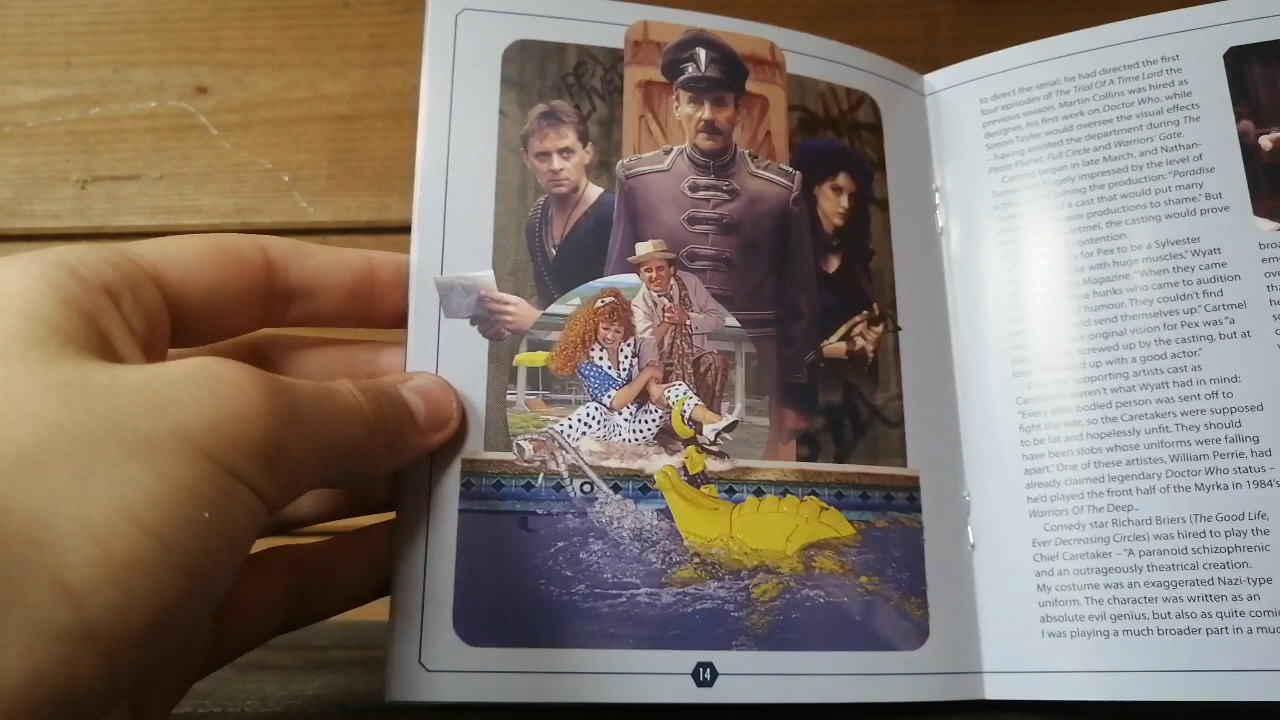 PEX
LIVES
14
to direct the serial; he had directed the first
four episodes of The Trial Of A Time Lord the
previous season. Martin Collins was hired as
designer, his first work on Doctor Who, while
Simon Taylor would oversee the visual effects
– having assisted the department during The
Pirate Planet, Full Circle and Warriors' Gate.
Casting began in late March, and Nathan-
hugely impressed by the level of
joining the production: "Paradise
a cast that would put many
productions to shame." But
Cartmel, the casting would prove
contention.
for Pex to be a Sylvester
with huge muscles," Wyatt
Magazine. "When they came
hunks who came to audition
humour. They couldn't find
send themselves up." Cartmel
original vision for Pex was "a
screwed up by the casting, but at
up with a good actor."
supporting artists cast as
weren't what Wyatt had in mind:
"Every able bodied person was sent off to
fight the war, so the Caretakers were supposed
to be fat and hopelessly unfit. They should
have been slobs whose uniforms were falling
apart." One of these artists, William Perrie, had
already claimed legendary Doctor Who status –
he'd played the front half of the Myrka in 1984's
Warriors Of The Deep...
Comedy star Richard Briers (The Good Life,
Ever Decreasing Circles) was hired to play the
Chief Caretaker – "A paranoid schizophrenic
and an outrageously theatrical creation.
My costume was an exaggerated Nazi-type
uniform. The character was written as an
absolute evil genius, but also as quite comic
I was playing a much broader part in a muc